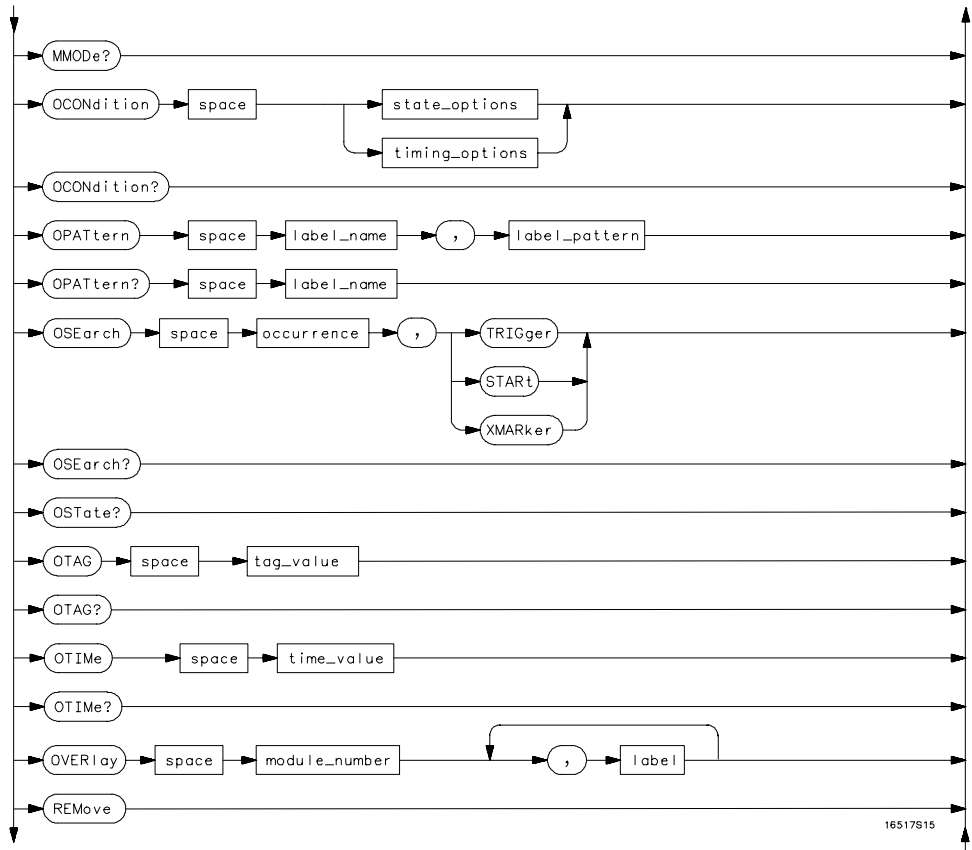 MMODe?
OCONdition space state_options
timing_options
OCONdition?
OPATtern space label_name , label_pattern
OPATtern? space label_name
OSEarch space occurrence , TRIGger
STARt
XMARker
OSEarch?
OSTate?
OTAG space tag_value
OTAG?
OTIMe space time_value
OTIMe?
OVERlay space module_number , label
REMove
16517S15